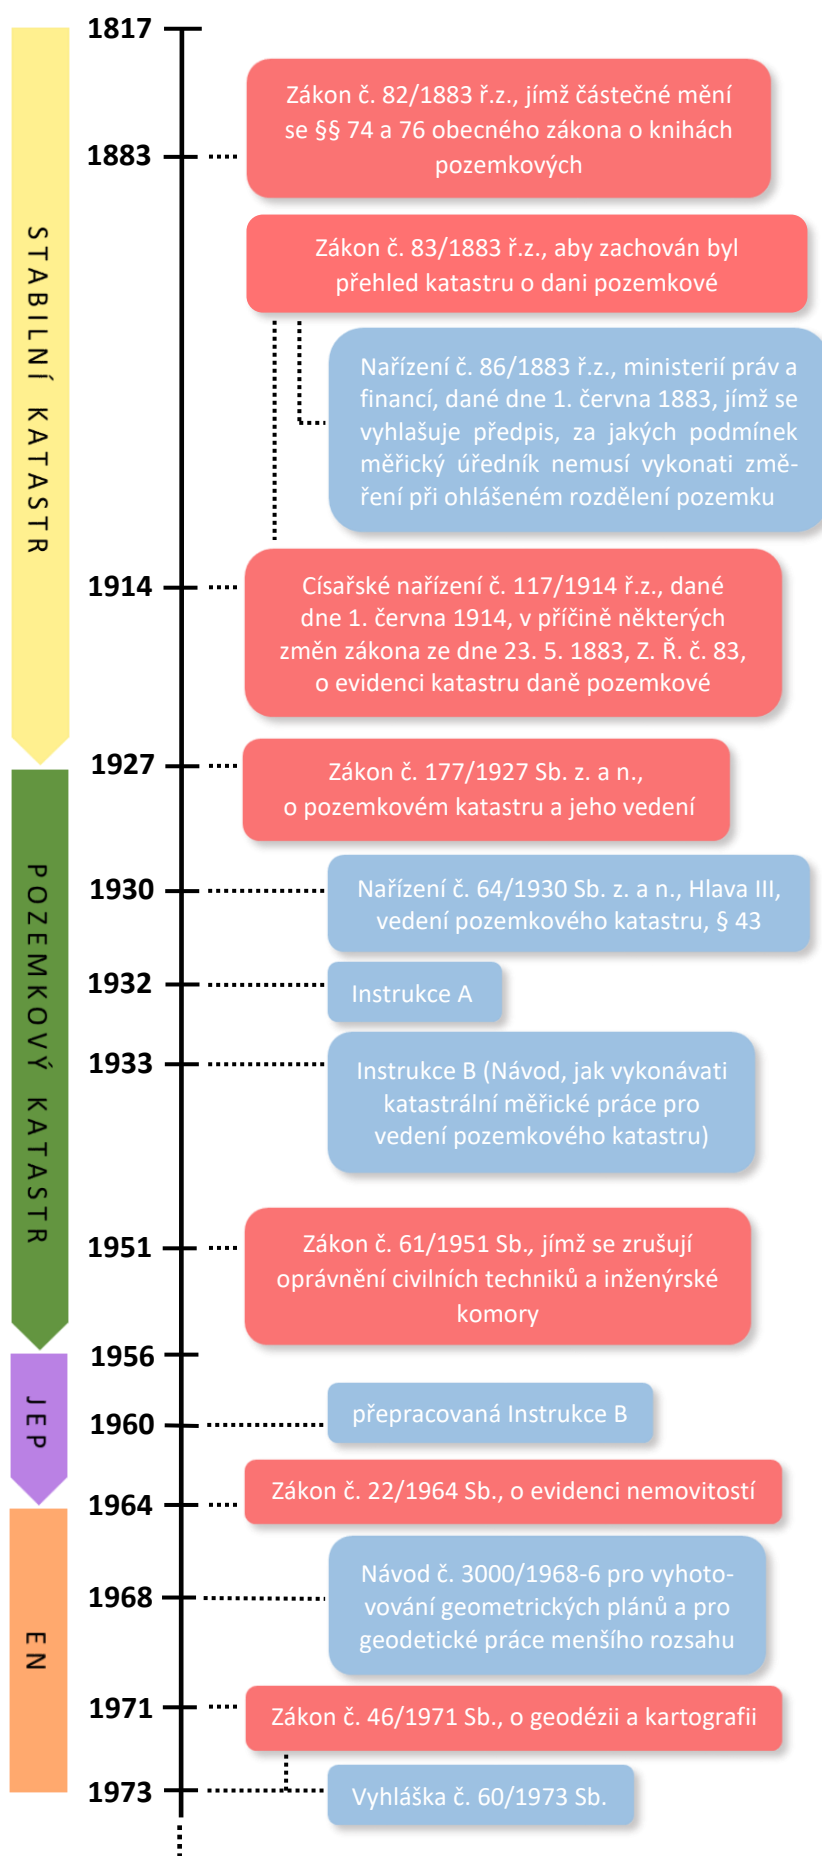 1817
Zákon č. 82/1883 ř.z., jímž částečné mění
se §§ 74 a 76 obecného zákona o knihách
pozemkových
1883
Zákon č. 83/1883 ř.z., aby zachován byl
přehled katastru o dani pozemkové
Nařízení č. 86/1883 ř.z., ministerií práv a
financí, dané dne 1. června 1883, jímž se
vyhlašuje předpis, za jakých podmínek
měřický úředník nemusí vykonati změ-
ření při ohlášeném rozdělení pozemku
STABILNÍ KATASTR
1914
Císařské nařízení č. 117/1914 ř.z., dané
dne 1. června 1914, v příčině některých
změn zákona ze dne 23. 5. 1883, Z. Ř. č. 83,
o evidenci katastru daně pozemkové
1927
Zákon č. 177/1927 Sb. z. a n.,
o pozemkovém katastru a jeho vedení
1930
Nařízení č. 64/1930 Sb. z. a n., Hlava III,
vedení pozemkového katastru, § 43
1932
Instrukce A
1933
Instrukce B (Návod, jak vykonávati
katastrální měřické práce pro
vedení pozemkového katastru)
POZEMKOVÝ KATASTR
1951
Zákon č. 61/1951 Sb., jímž se zrušují
oprávnění civilních techniků a inženýrské
komory
1956
JEP
1960
přepracovaná Instrukce B
1964
Zákon č. 22/1964 Sb., o evidenci nemovitostí
1968
Návod č. 3000/1968-6 pro vyhoto-
vování geometrických plánů a pro
geodetické práce menšího rozsahu
EN
1971
Zákon č. 46/1971 Sb., o geodézii a kartografii
1973
Vyhláška č. 60/1973 Sb.